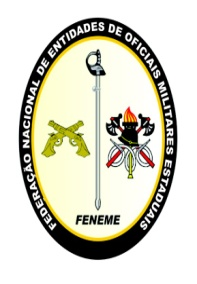 FEDERAÇÃO NACIONAL DE ENTIDADES DE OFICIAIS MILITARES ESTADUAIS
FENEME